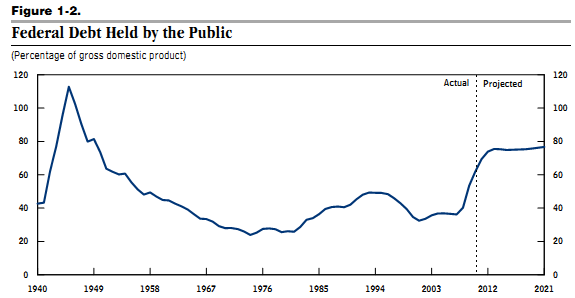 Figure 1-2.
Federal Debt Held by the Public
(Percentage of gross domestic product)
120 120
Actual Projected
100 100
80 80
60 60
40 40
20 20
0 0
1940 1949 1958 1967 1976 1985 1994 2003 2012 2021